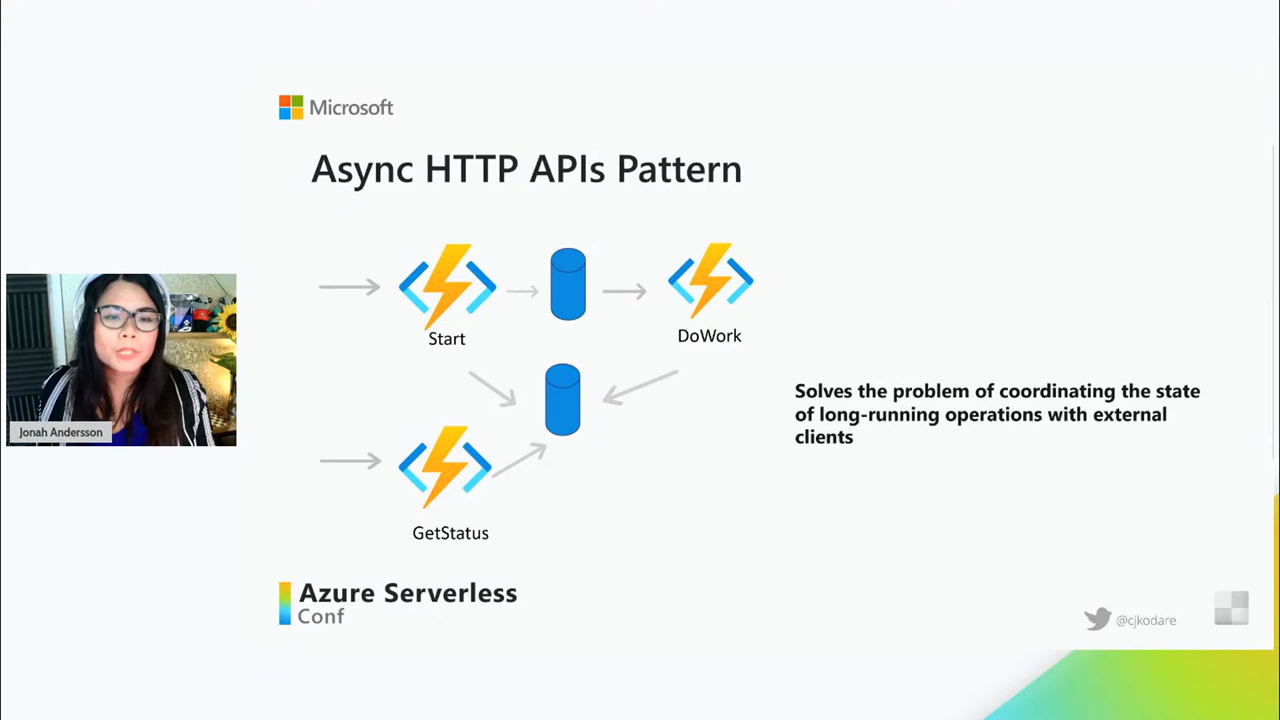 Microsoft
Async HTTP APIs Pattern
Start
DoWork
Solves the problem of coordinating the state
of long-running operations with external
clients
Jonah Andersson
GetStatus
Azure Serverless
Conf
@cjkodare